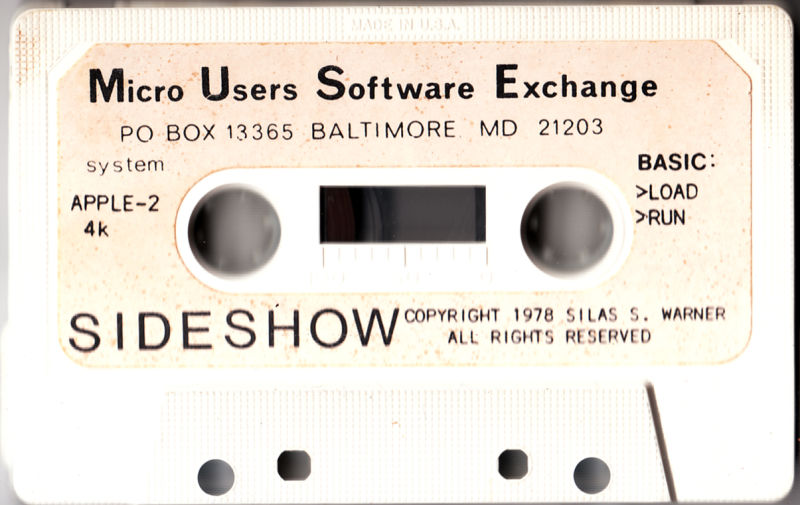 MADE IN U.S.A.
Micro Users Software Exchange
PO BOX 13365 BALTIMORE MD 21203
system
APPLE-2
4k
BASIC:
>LOAD
>RUN
SIDESHOW
COPYRIGHT 1978 SILAS S. WARNER
ALL RIGHTS RESERVED